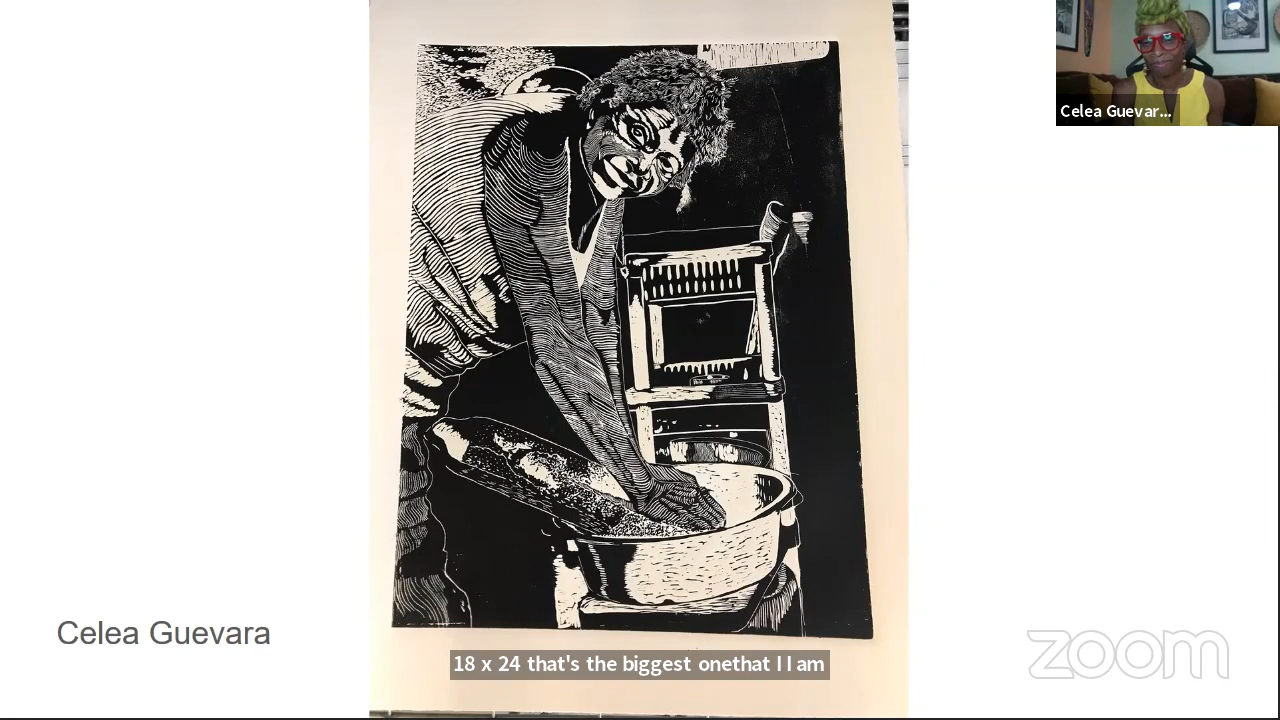 Celea Guevar...
Celea Guevara
18 x 24 that's the biggest onethat I I am
zoom